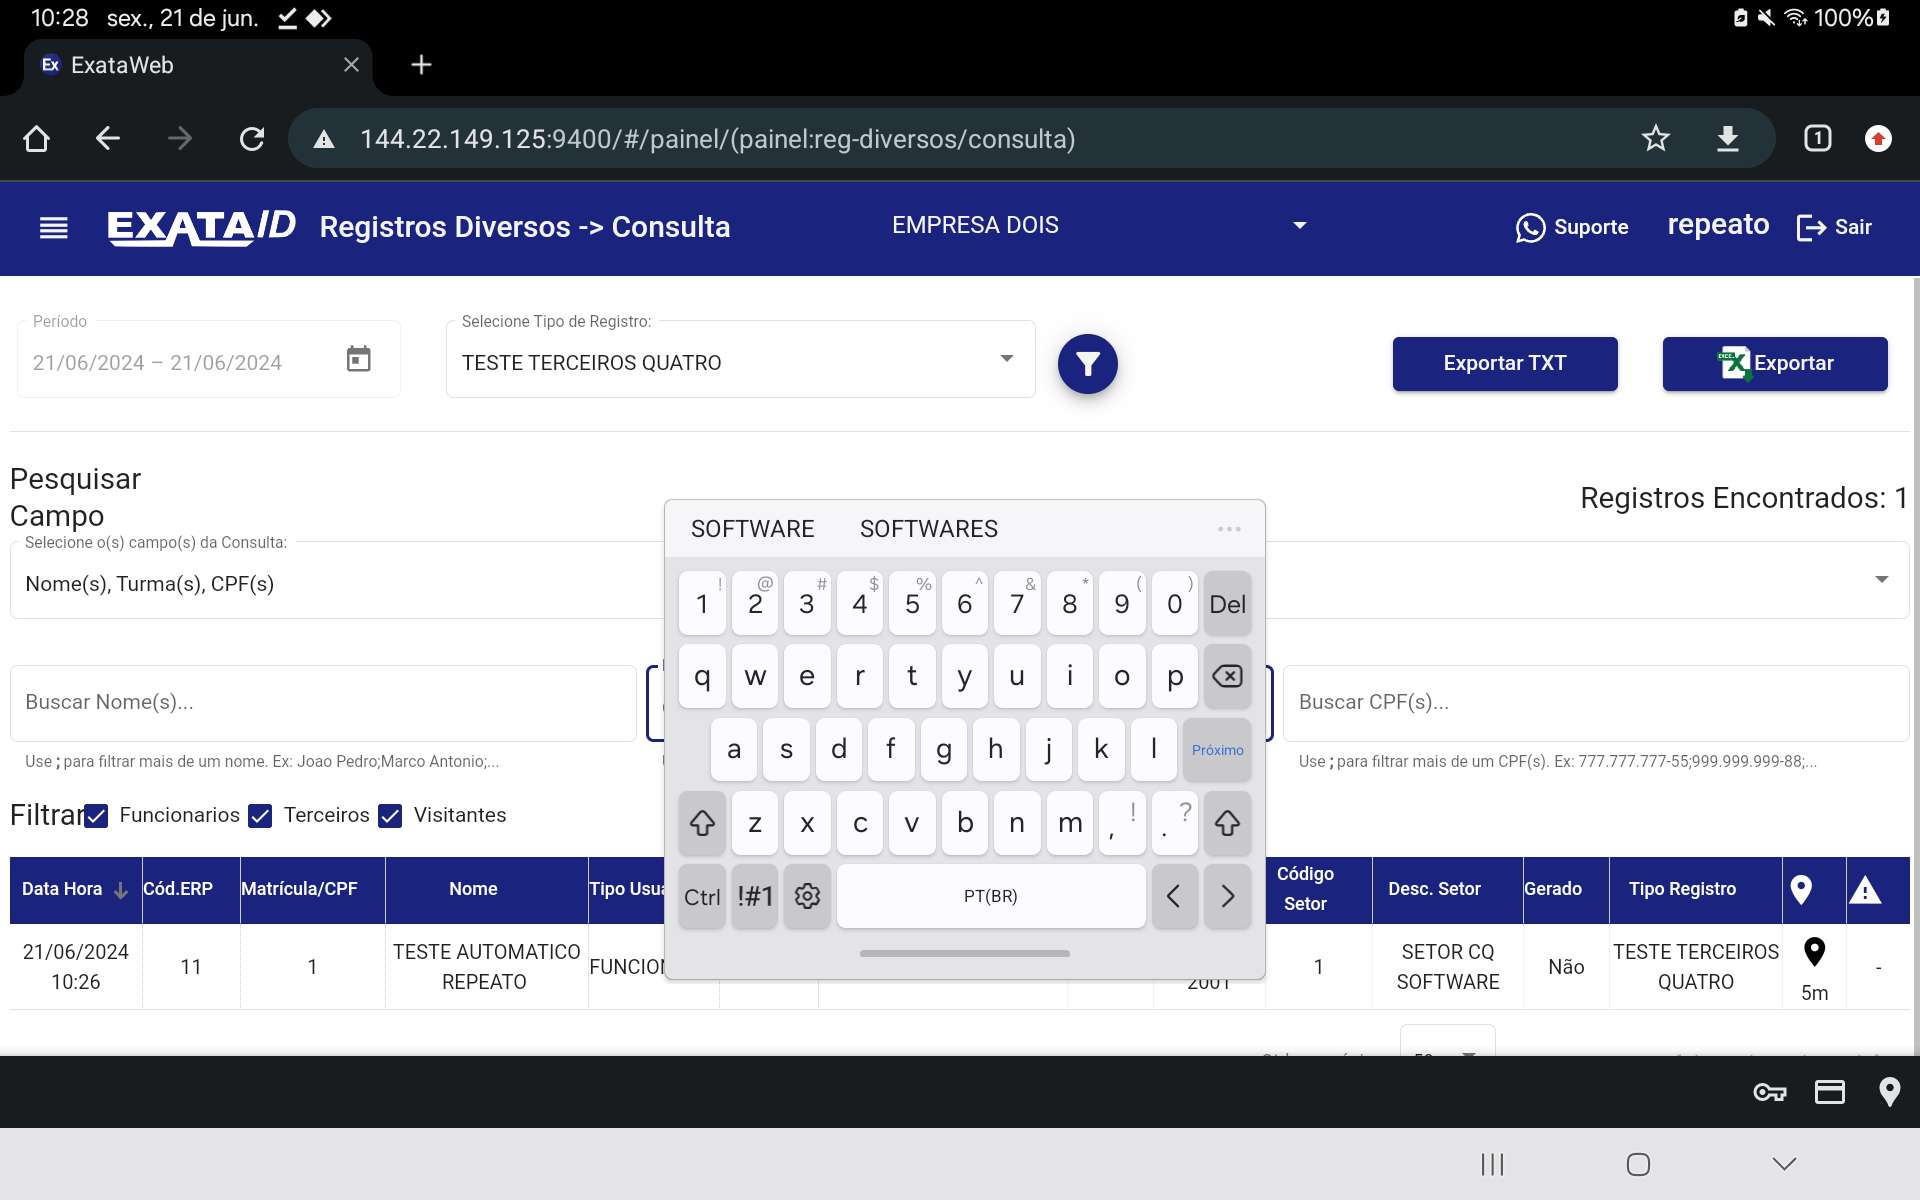 10:28 sex., 21 de jun. 100%
Ex ExataWeb
144.22.149.125:9400/#/painel/(painel:reg-diversos/consulta) 1
EXATA/D Registros Diversos -> Consulta EMPRESA DOIS Suporte repeato Sair
Período
21/06/2024 – 21/06/2024
Selecione Tipo de Registro:
TESTE TERCEIROS QUATRO
Exportar TXT Exportar
Pesquisar
Campo
Registros Encontrados: 1
Selecione o(s) campo(s) da Consulta:
Nome(s), Turma(s), CPF(s)
SOFTWARE SOFTWARES ...
! @ # $ % ^ & * ( )
1 2 3 4 5 6 7 8 9 0 Del
q w e r t y u i o p
a s d f g h j k l Próximo
z x c v b n m , ! . ?
Ctrl !#1 PT(BR) < >
Buscar Nome(s)...
Buscar CPF(s)...
Use ; para filtrar mais de um nome. Ex: Joao Pedro;Marco Antonio;...
Use ; para filtrar mais de um CPF(s). Ex: 777.777.777-55;999.999.999-88;...
Filtrar Funcionarios Terceiros Visitantes
Data Hora Cód.ERP Matrícula/CPF Nome Tipo Usua Código Setor Desc. Setor Gerado Tipo Registro
21/06/2024 10:26 11 1 TESTE AUTOMATICO REPEATO FUNCION 2001 1 SETOR CQ SOFTWARE Não TESTE TERCEIROS QUATRO 5m -